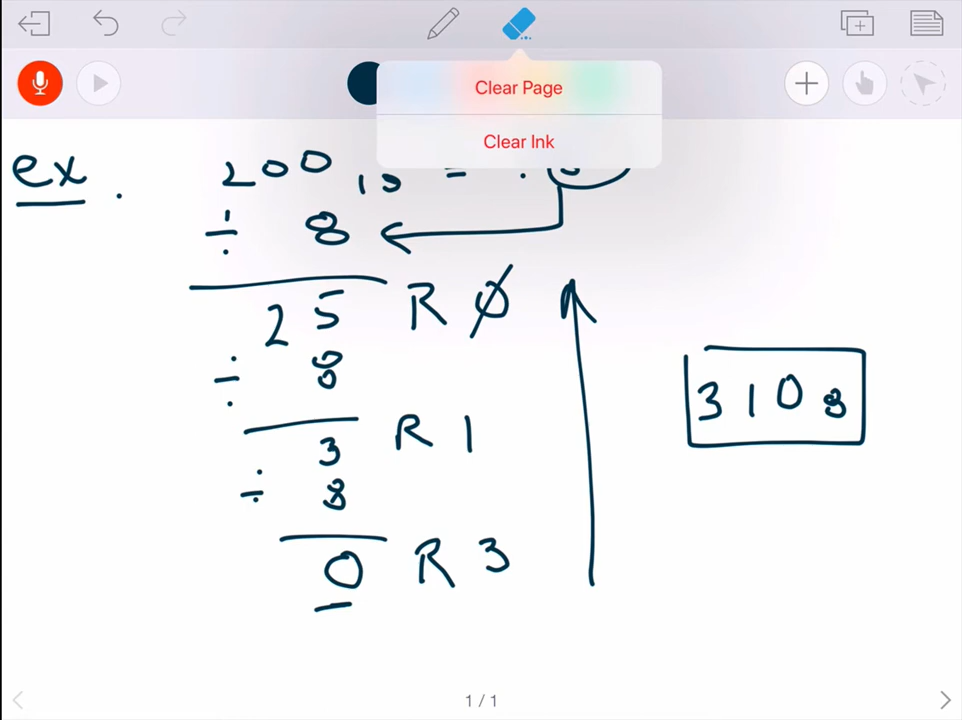 Clear Page
Clear Ink
ex. 200₁₀ = .
÷ 8
25 R 0
÷ 8
3 R 1
310₈
÷ 8
0 R 3
1 / 1